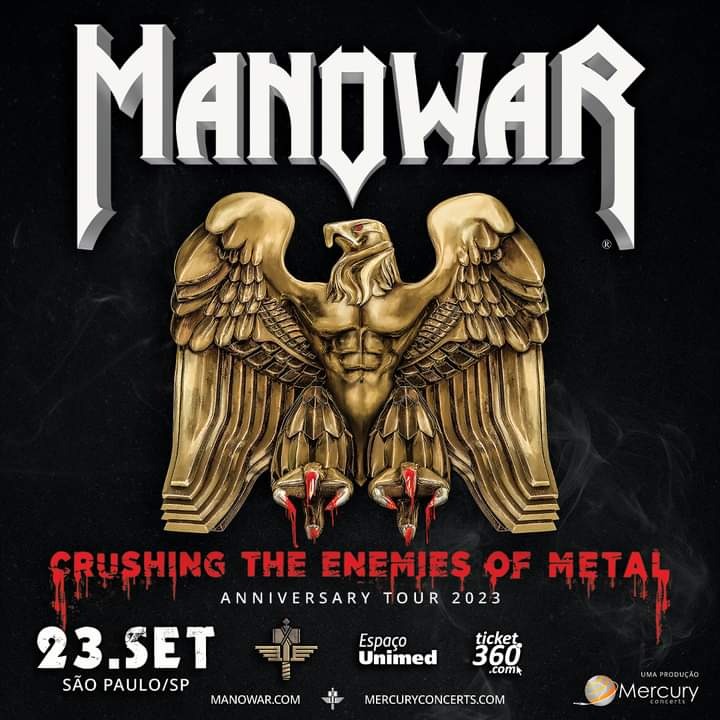 MANOWAR
®
CRUSHING THE ENEMIES OF METAL
ANNIVERSARY TOUR 2023
23.SET
SÃO PAULO/SP
Espaço
Unimed
ticket
360
.com
MANOWAR.COM
MERCURYCONCERTS.COM
UMA PRODUÇÃO
Mercury
concerts